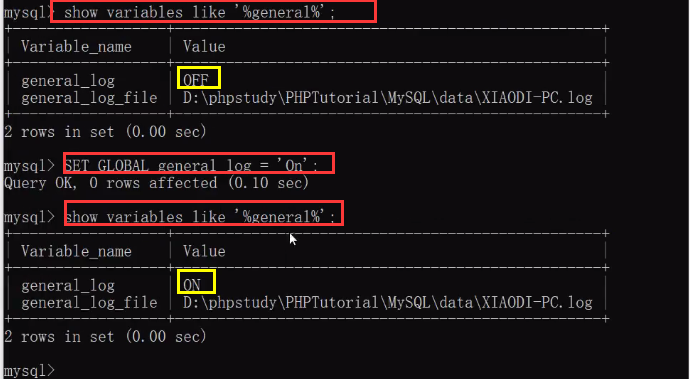 mysql> show variables like '%general%';
+------------------+--------------------------------------------------+
| Variable_name | Value |
+------------------+--------------------------------------------------+
| general_log | OFF |
| general_log_file | D:\phpstudy\PHPTutorial\MySQL\data\XIAODI-PC.log |
+------------------+--------------------------------------------------+
2 rows in set (0.00 sec)
mysql> SET GLOBAL general_log = 'On';
Query OK, 0 rows affected (0.10 sec)
mysql> show variables like '%general%';
+------------------+--------------------------------------------------+
| Variable_name | Value |
+------------------+--------------------------------------------------+
| general_log | ON |
| general_log_file | D:\phpstudy\PHPTutorial\MySQL\data\XIAODI-PC.log |
+------------------+--------------------------------------------------+
2 rows in set (0.00 sec)
mysql>